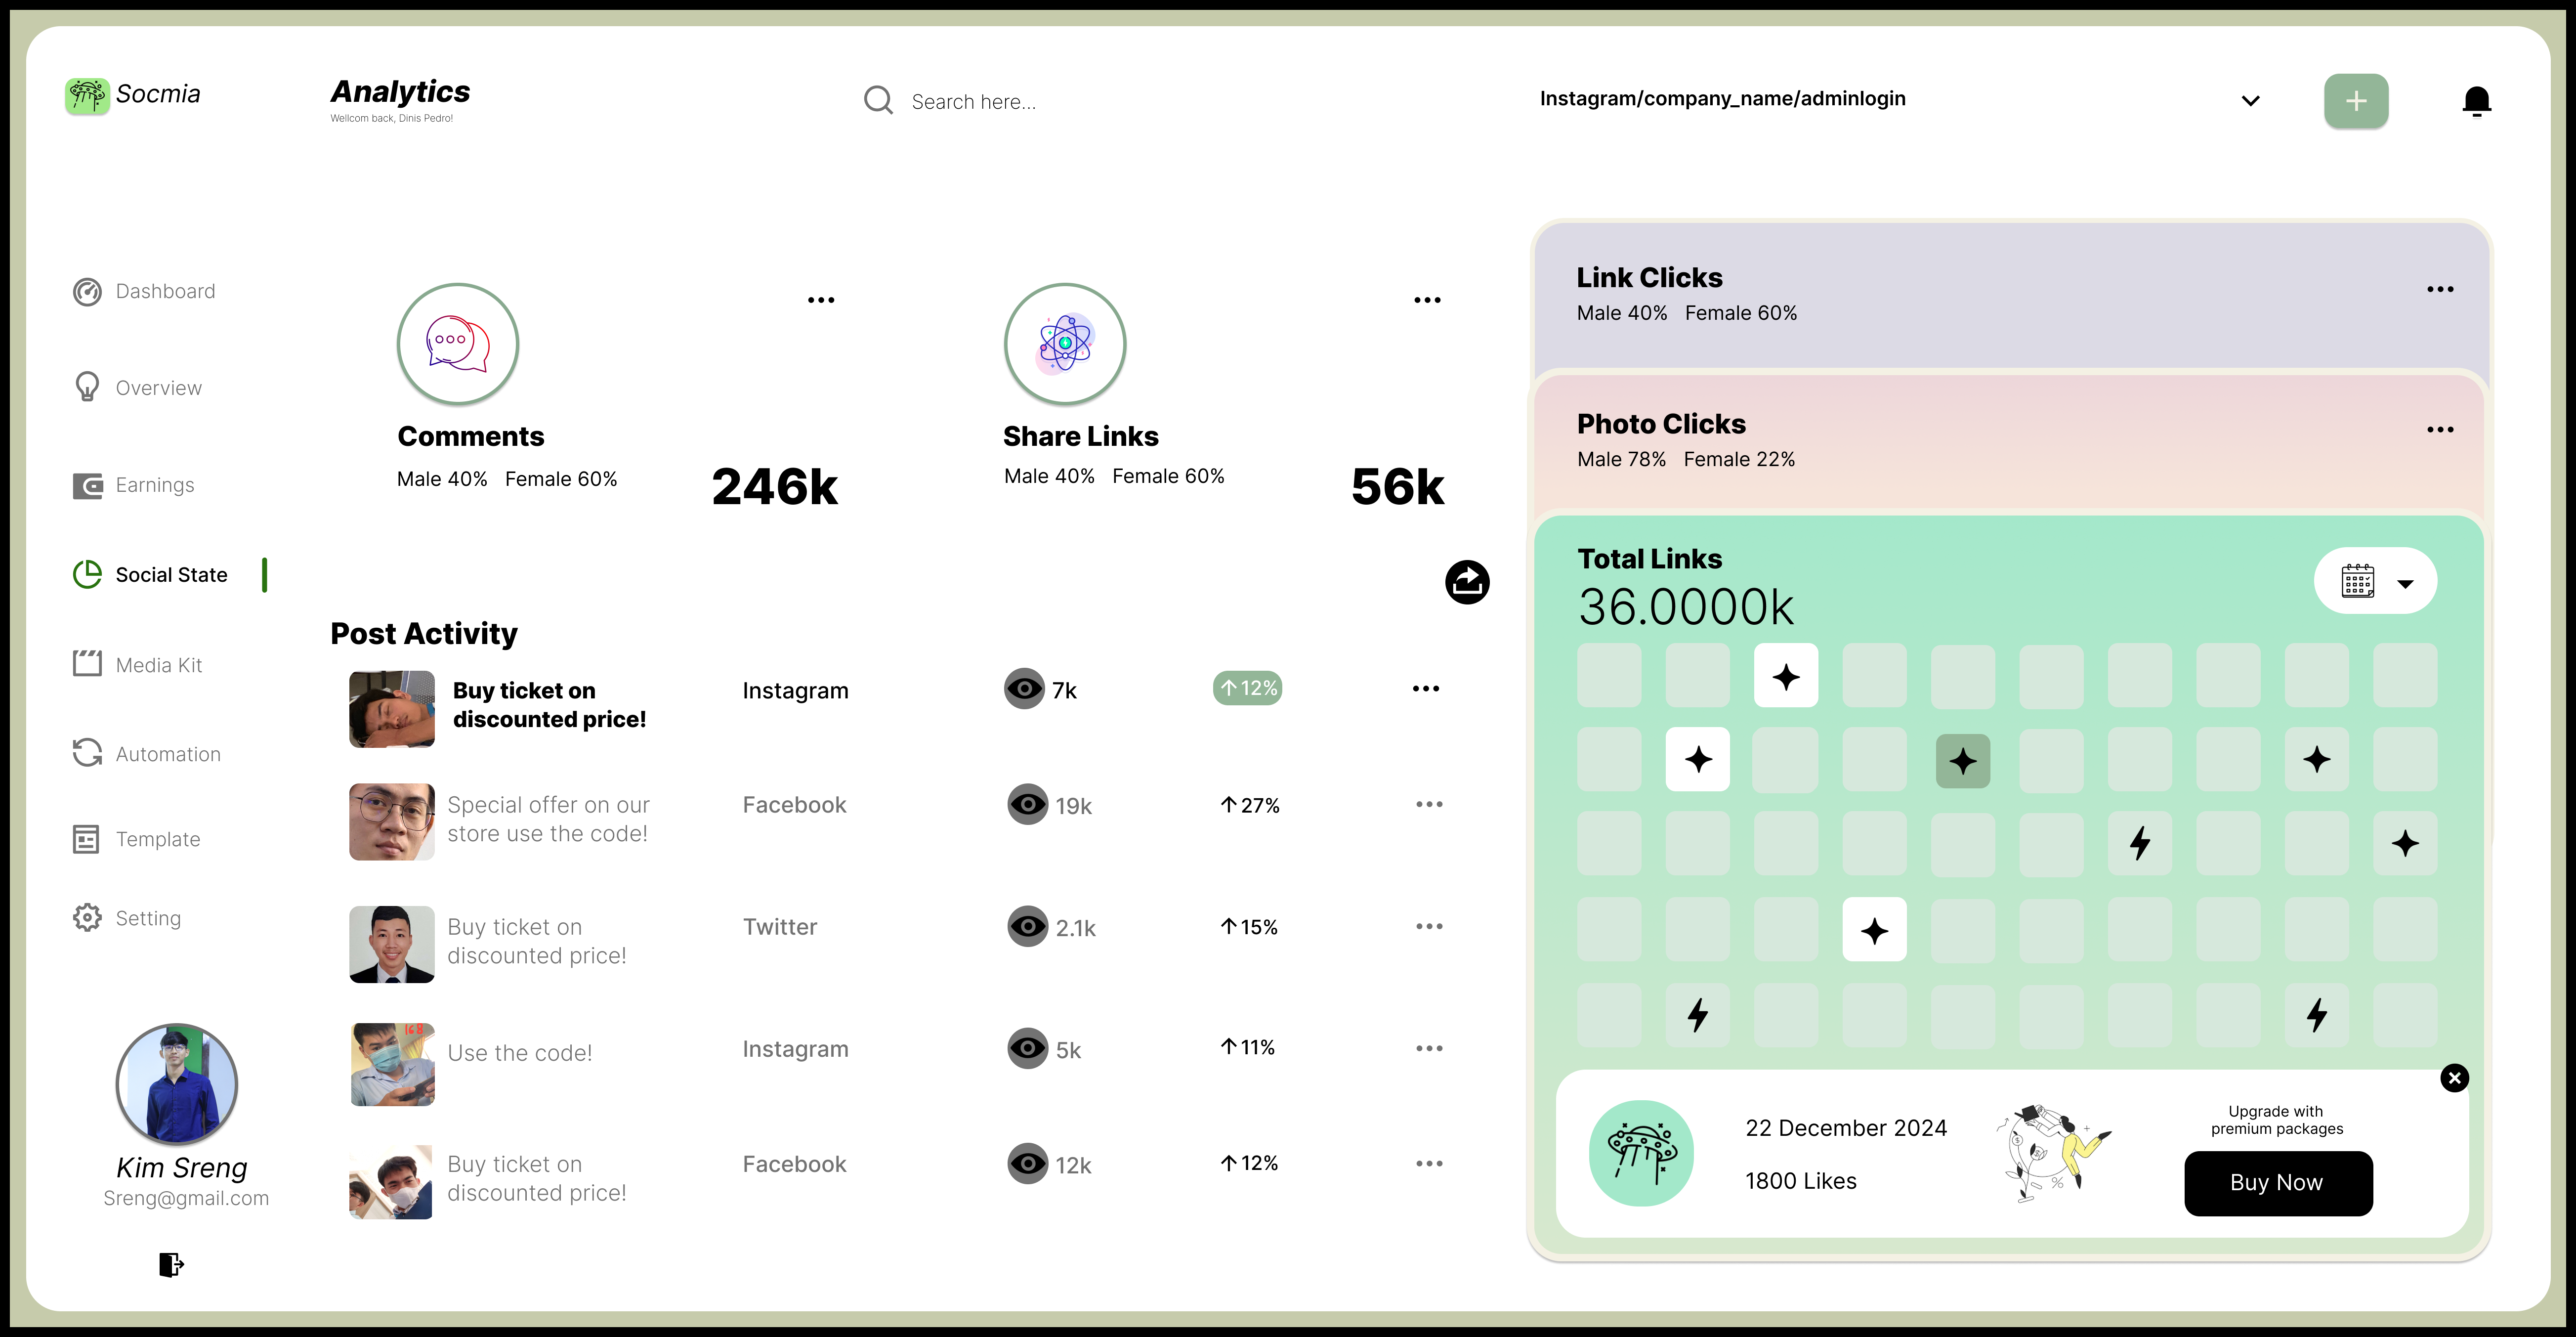 Socmia
Analytics
Wellcom back, Dinis Pedro!
Search here...
Instagram/company_name/adminlogin
Dashboard
Overview
Earnings
Social State
Media Kit
Automation
Template
Setting
Kim Sreng
Sreng@gmail.com
Comments
Male 40% Female 60%
246k
Share Links
Male 40% Female 60%
56k
Post Activity
Buy ticket on
discounted price!
Instagram
7k
12%
Special offer on our
store use the code!
Facebook
19k
27%
Buy ticket on
discounted price!
Twitter
2.1k
15%
168
Use the code!
Instagram
5k
11%
Buy ticket on
discounted price!
Facebook
12k
12%
Link Clicks
Male 40% Female 60%
Photo Clicks
Male 78% Female 22%
Total Links
36.0000k
22 December 2024
1800 Likes
%
Upgrade with
premium packages
Buy Now